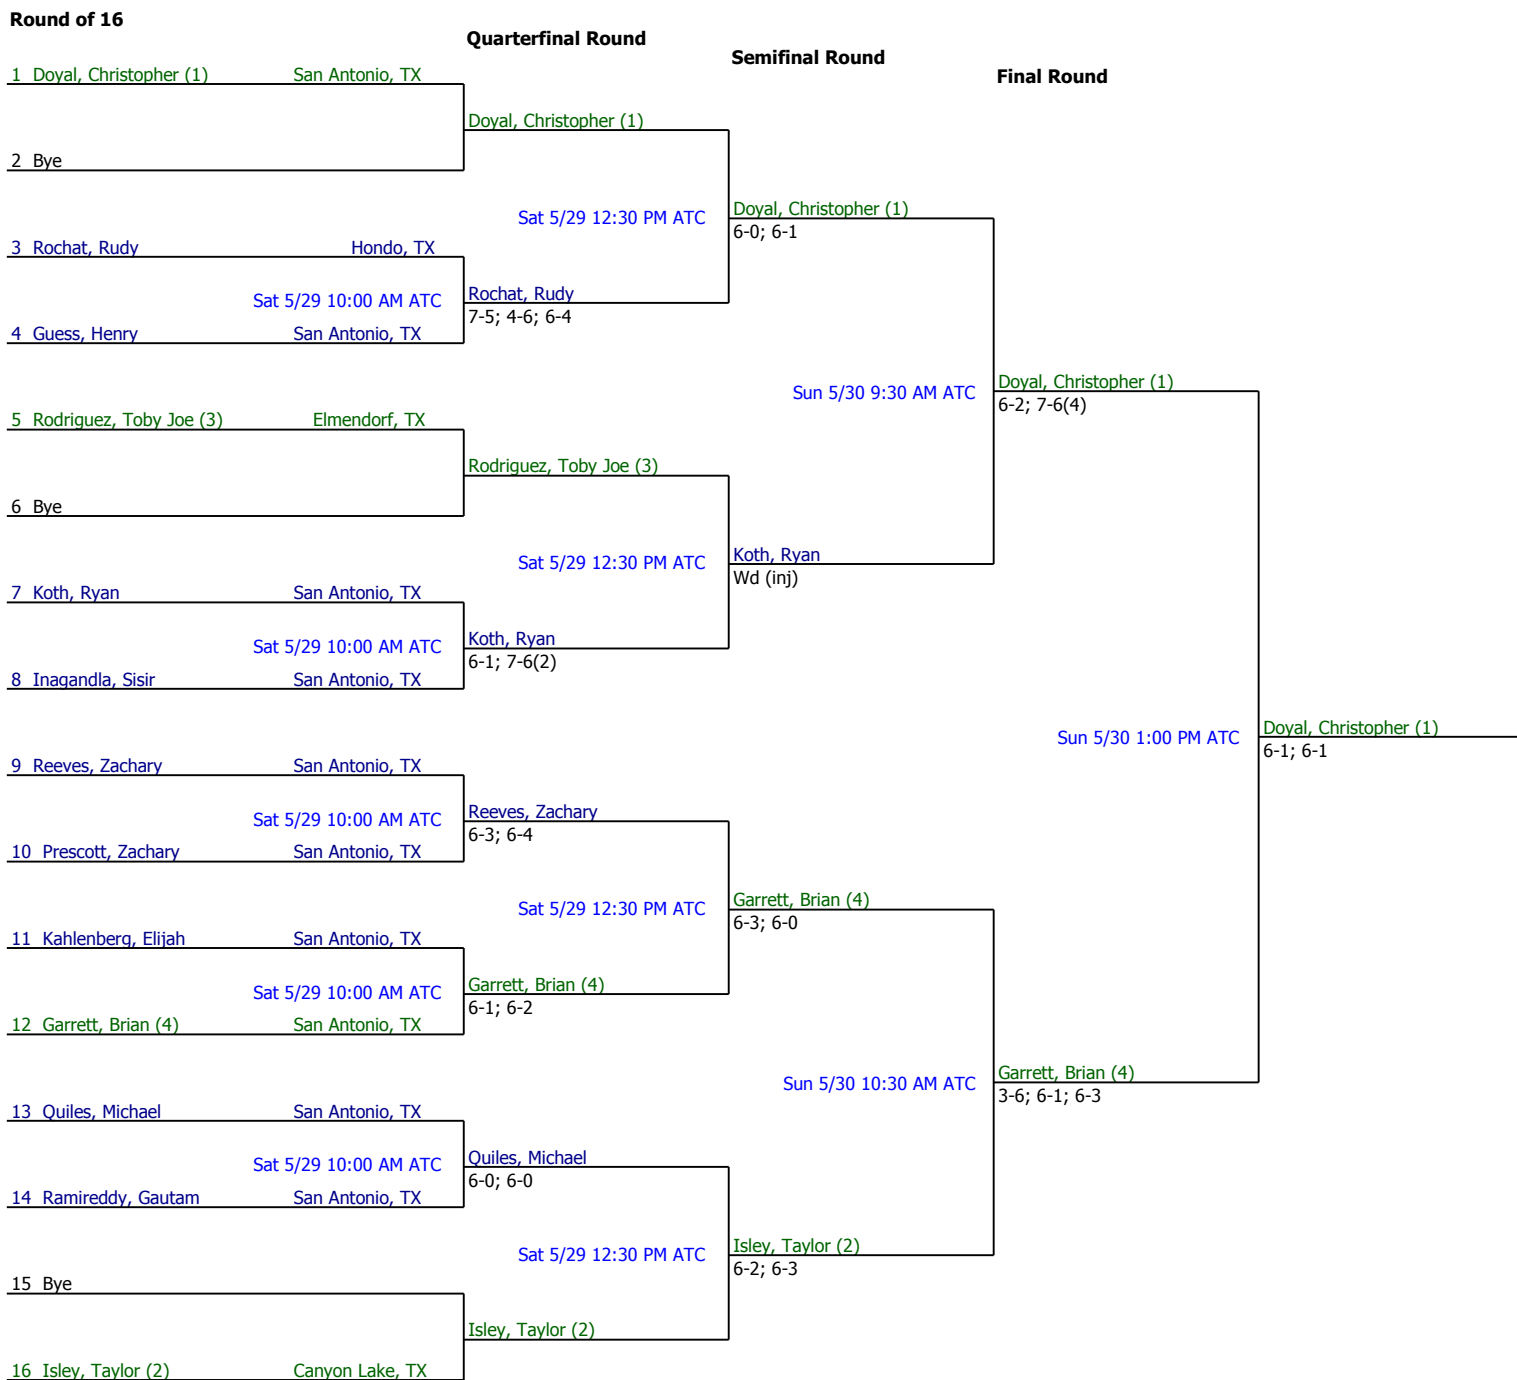 Round of 16
Quarterfinal Round
Semifinal Round
Final Round
1 Doyal, Christopher (1) San Antonio, TX
Doyal, Christopher (1)
2 Bye
Sat 5/29 12:30 PM ATC
Doyal, Christopher (1)
6-0; 6-1
3 Rochat, Rudy Hondo, TX
Sat 5/29 10:00 AM ATC
Rochat, Rudy
7-5; 4-6; 6-4
4 Guess, Henry San Antonio, TX
Sun 5/30 9:30 AM ATC
Doyal, Christopher (1)
6-2; 7-6(4)
5 Rodriguez, Toby Joe (3) Elmendorf, TX
Rodriguez, Toby Joe (3)
6 Bye
Sat 5/29 12:30 PM ATC
Koth, Ryan
Wd (inj)
7 Koth, Ryan San Antonio, TX
Sat 5/29 10:00 AM ATC
Koth, Ryan
6-1; 7-6(2)
8 Inagandla, Sisir San Antonio, TX
Sun 5/30 1:00 PM ATC
Doyal, Christopher (1)
6-1; 6-1
9 Reeves, Zachary San Antonio, TX
Sat 5/29 10:00 AM ATC
Reeves, Zachary
6-3; 6-4
10 Prescott, Zachary San Antonio, TX
Sat 5/29 12:30 PM ATC
Garrett, Brian (4)
6-3; 6-0
11 Kahlenberg, Elijah San Antonio, TX
Sat 5/29 10:00 AM ATC
Garrett, Brian (4)
6-1; 6-2
12 Garrett, Brian (4) San Antonio, TX
Sun 5/30 10:30 AM ATC
Garrett, Brian (4)
3-6; 6-1; 6-3
13 Quiles, Michael San Antonio, TX
Sat 5/29 10:00 AM ATC
Quiles, Michael
6-0; 6-0
14 Ramireddy, Gautam San Antonio, TX
Sat 5/29 12:30 PM ATC
Isley, Taylor (2)
6-2; 6-3
15 Bye
Isley, Taylor (2)
16 Isley, Taylor (2) Canyon Lake, TX